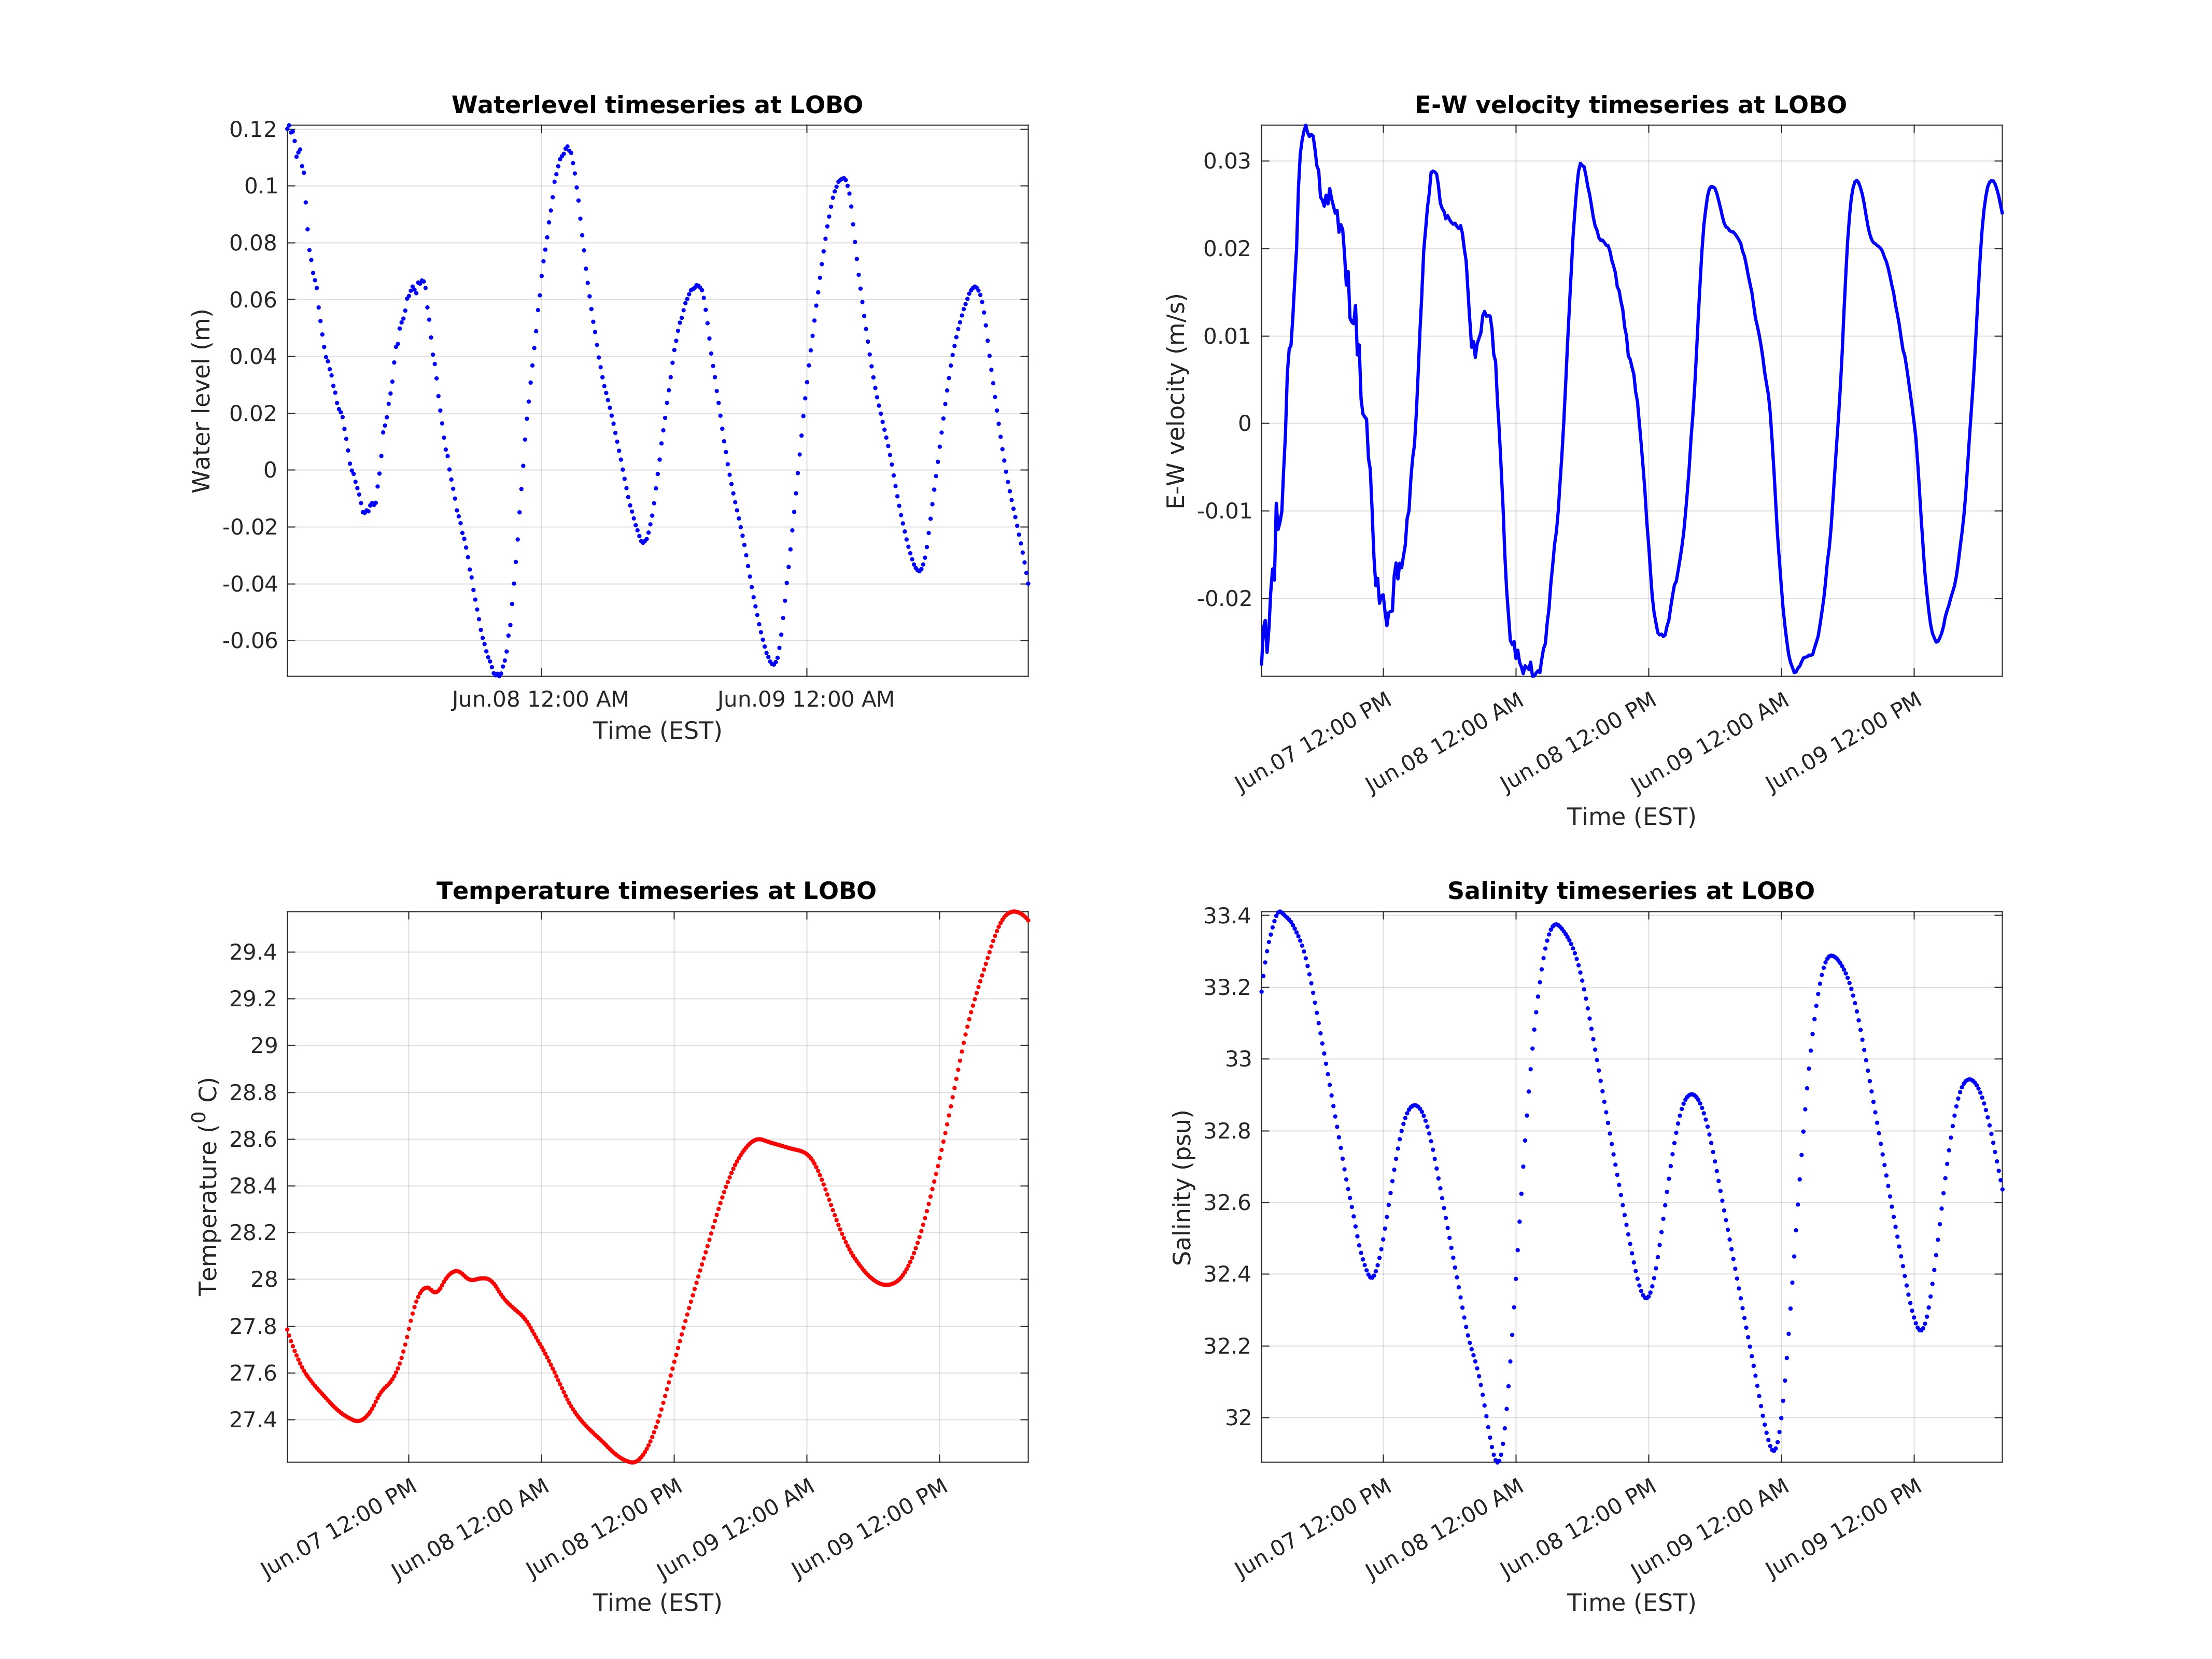 Waterlevel timeseries at LOBO
0.12
0.1
0.08
0.06
0.04
0.02
0
-0.02
-0.04
-0.06
Water level (m)
Jun.08 12:00 AM
Jun.09 12:00 AM
Time (EST)
E-W velocity timeseries at LOBO
0.03
0.02
0.01
0
-0.01
-0.02
E-W velocity (m/s)
Jun.07 12:00 PM
Jun.08 12:00 AM
Jun.08 12:00 PM
Jun.09 12:00 AM
Jun.09 12:00 PM
Time (EST)
Temperature timeseries at LOBO
29.4
29.2
29
28.8
28.6
28.4
28.2
28
27.8
27.6
27.4
Temperature (⁰ C)
Jun.07 12:00 PM
Jun.08 12:00 AM
Jun.08 12:00 PM
Jun.09 12:00 AM
Jun.09 12:00 PM
Time (EST)
Salinity timeseries at LOBO
33.4
33.2
33
32.8
32.6
32.4
32.2
32
Salinity (psu)
Jun.07 12:00 PM
Jun.08 12:00 AM
Jun.08 12:00 PM
Jun.09 12:00 AM
Jun.09 12:00 PM
Time (EST)